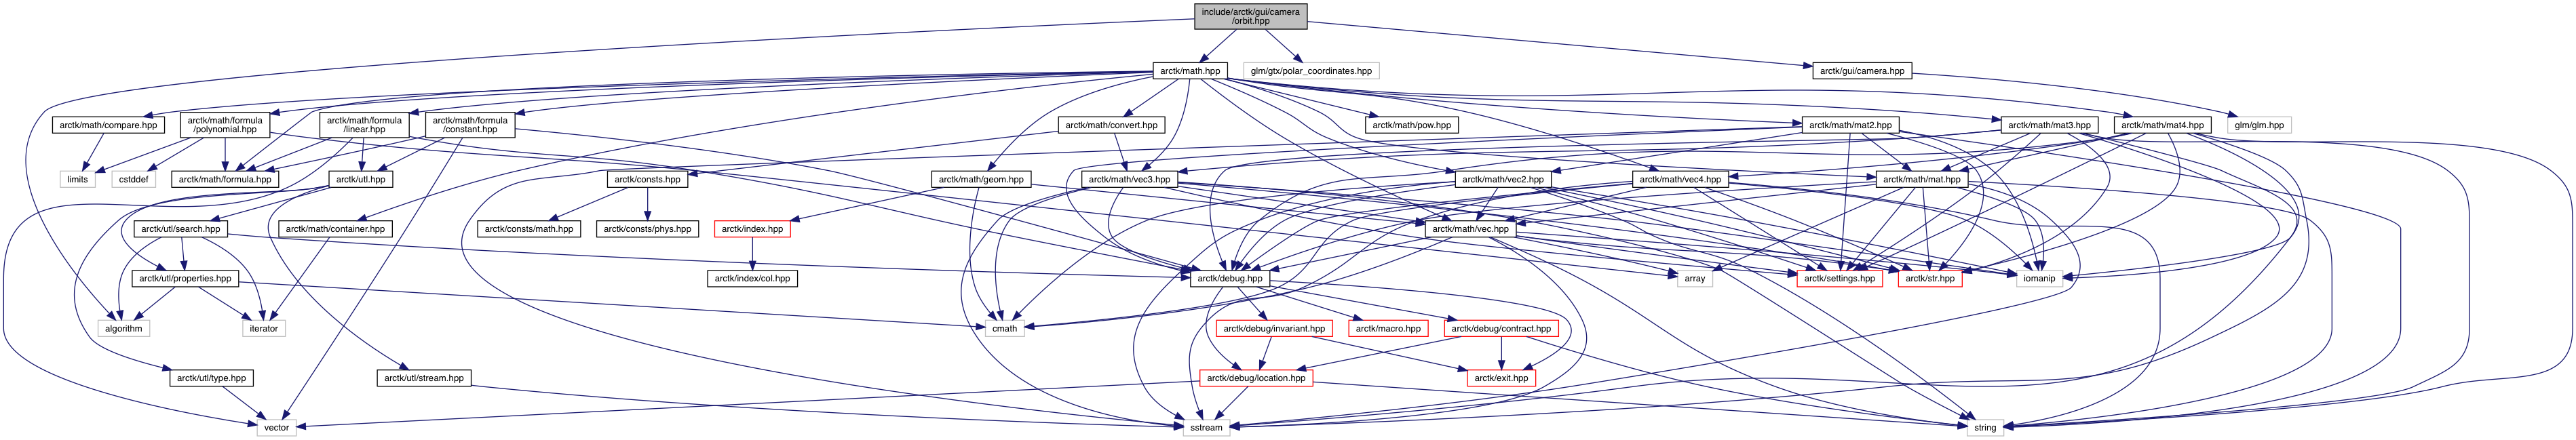 include/arctk/gui/camera
/orbit.hpp
arctk/math.hpp
glm/gtx/polar_coordinates.hpp
arctk/gui/camera.hpp
arctk/math/compare.hpp
arctk/math/formula
/polynomial.hpp
arctk/math/formula
/linear.hpp
arctk/math/formula
/constant.hpp
arctk/math/convert.hpp
arctk/math/pow.hpp
arctk/math/mat2.hpp
arctk/math/mat3.hpp
arctk/math/mat4.hpp
glm/glm.hpp
limits
cstddef
arctk/math/formula.hpp
arctk/utl.hpp
arctk/consts.hpp
arctk/math/geom.hpp
arctk/math/vec3.hpp
arctk/math/vec2.hpp
arctk/math/vec4.hpp
arctk/math/mat.hpp
arctk/utl/search.hpp
arctk/math/container.hpp
arctk/consts/math.hpp
arctk/consts/phys.hpp
arctk/index.hpp
arctk/math/vec.hpp
arctk/utl/properties.hpp
arctk/index/col.hpp
arctk/debug.hpp
array
arctk/settings.hpp
arctk/str.hpp
iomanip
algorithm
iterator
cmath
arctk/debug/invariant.hpp
arctk/macro.hpp
arctk/debug/contract.hpp
arctk/utl/type.hpp
arctk/utl/stream.hpp
arctk/debug/location.hpp
arctk/exit.hpp
vector
sstream
string